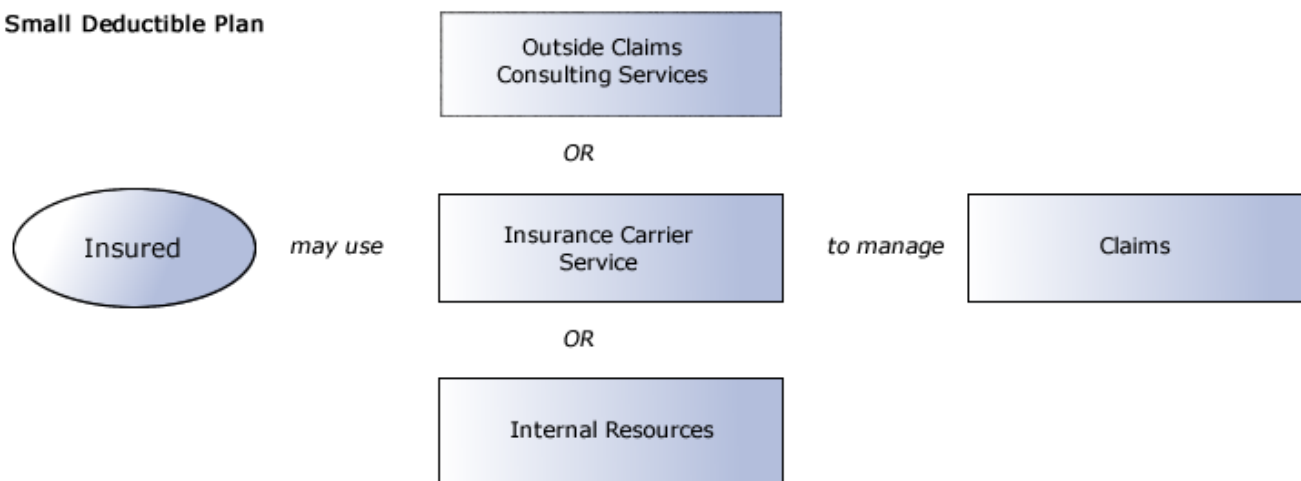 Small Deductible Plan
Outside Claims
Consulting Services
OR
Insured
may use
Insurance Carrier
Service
to manage
Claims
OR
Internal Resources